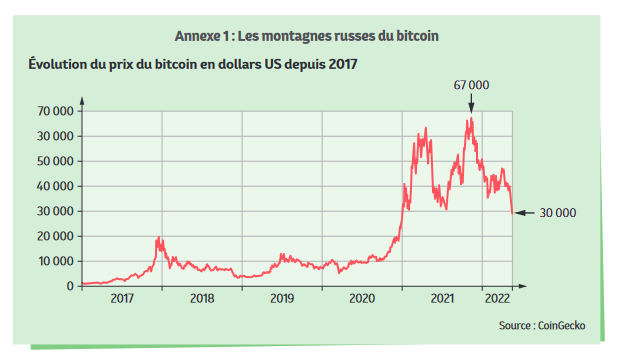 Annexe 1 : Les montagnes russes du bitcoin
Évolution du prix du bitcoin en dollars US depuis 2017
67 000
70 000
30 000
50 000
40 000
30 000
30 000
20 000
10 000
0
2017 2018 2019 2020 2021 2022
Source : CoinGecko